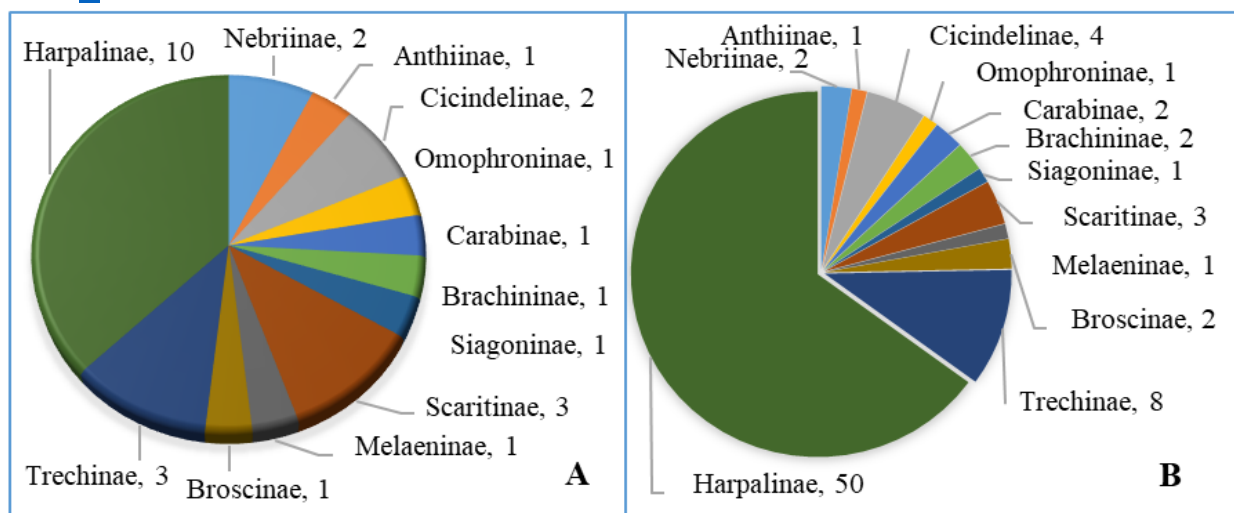 Harpalinae, 10
Nebriinae, 2
Anthiinae, 1
Cicindelinae, 2
Omophroninae, 1
Carabinae, 1
Brachininae, 1
Siagoninae, 1
Scaritinae, 3
Melaeninae, 1
Broscinae, 1
Trechinae, 3
A
Nebriinae, 2
Anthiinae, 1
Cicindelinae, 4
Omophroninae, 1
Carabinae, 2
Brachininae, 2
Siagoninae, 1
Scaritinae, 3
Melaeninae, 1
Broscinae, 2
Trechinae, 8
Harpalinae, 50
B